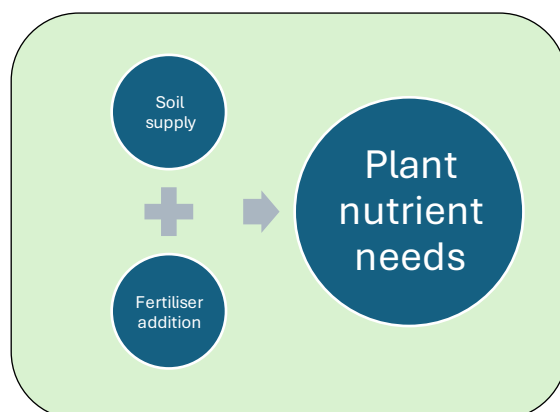 Soil
supply
Fertiliser
addition
Plant
nutrient
needs